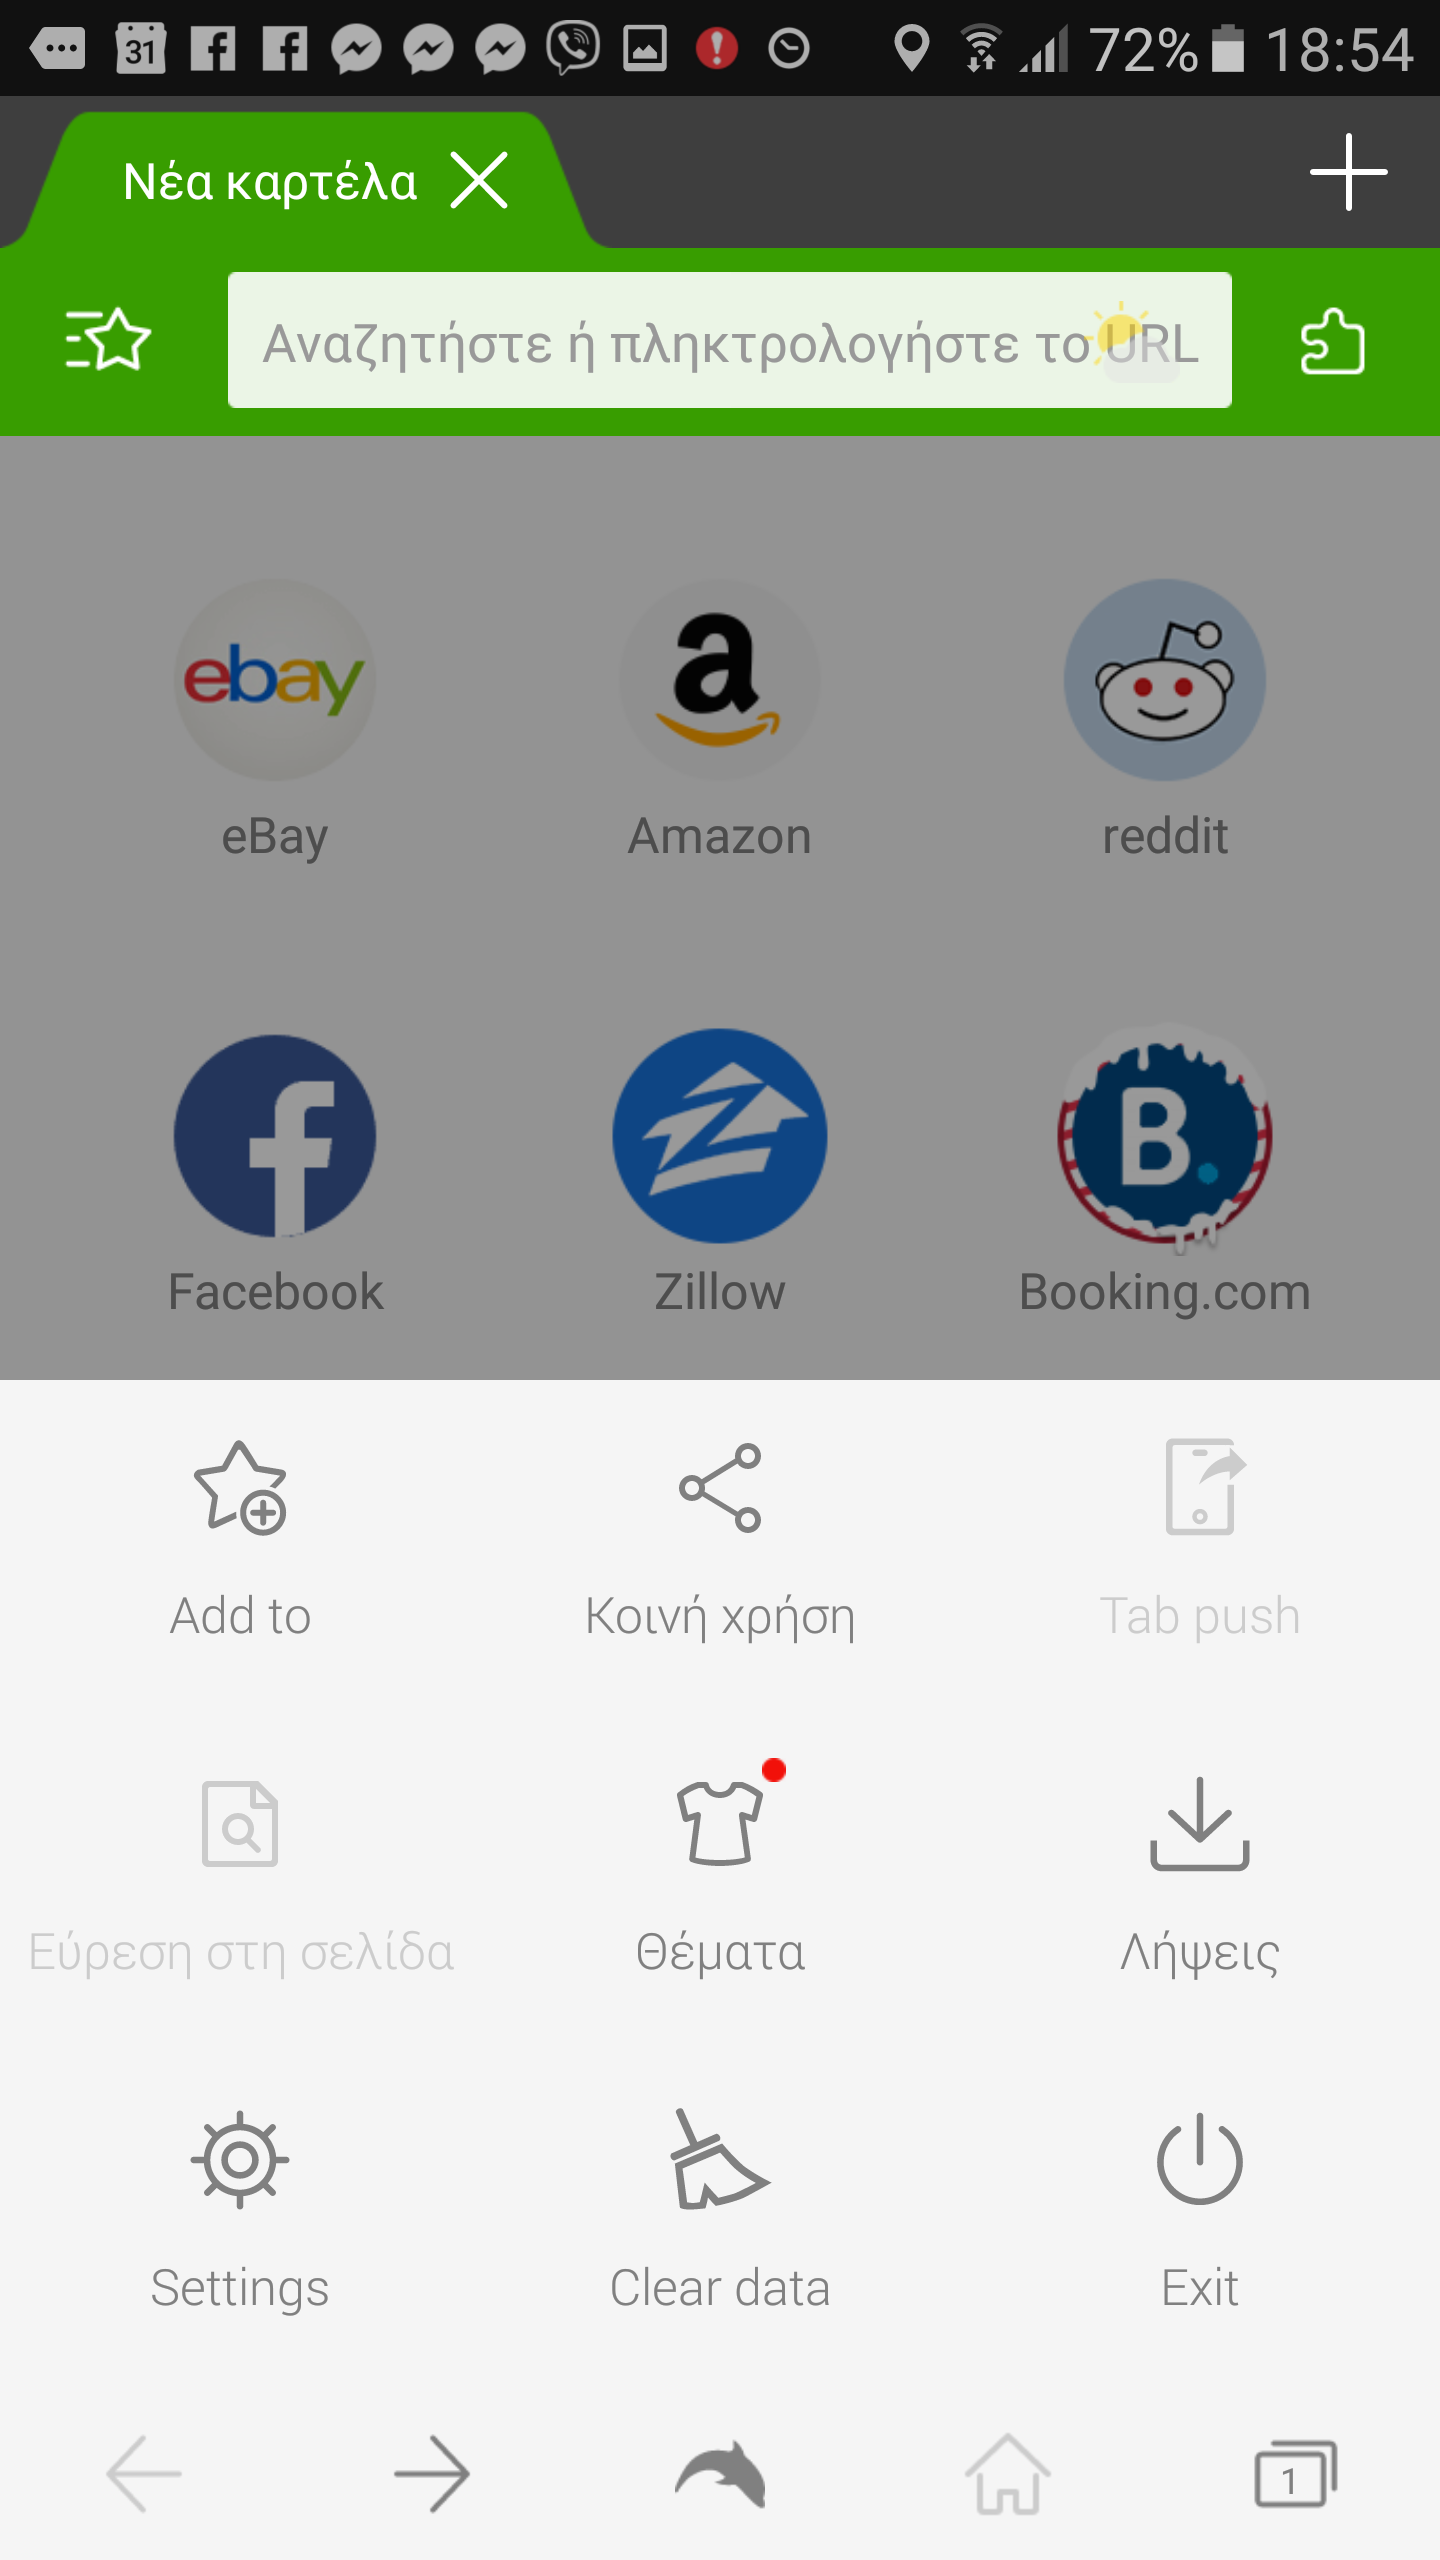 31 72% 18:54
Νέα καρτέλα
Αναζητήστε ή πληκτρολογήστε το URL
ebay a
eBay Amazon reddit
f Z B.
Facebook Zillow Booking.com
Add to Κοινή χρήση Tab push
Εύρεση στη σελίδα Θέματα Λήψεις
Settings Clear data Exit
1